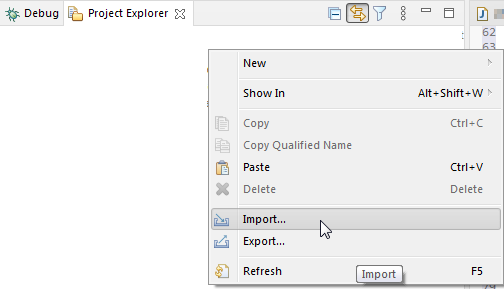 Debug Project Explorer
62
63
New
Show In Alt+Shift+W
Copy Ctrl+C
Copy Qualified Name
Paste Ctrl+V
Delete Delete
Import...
Export...
Refresh F5
Import
79